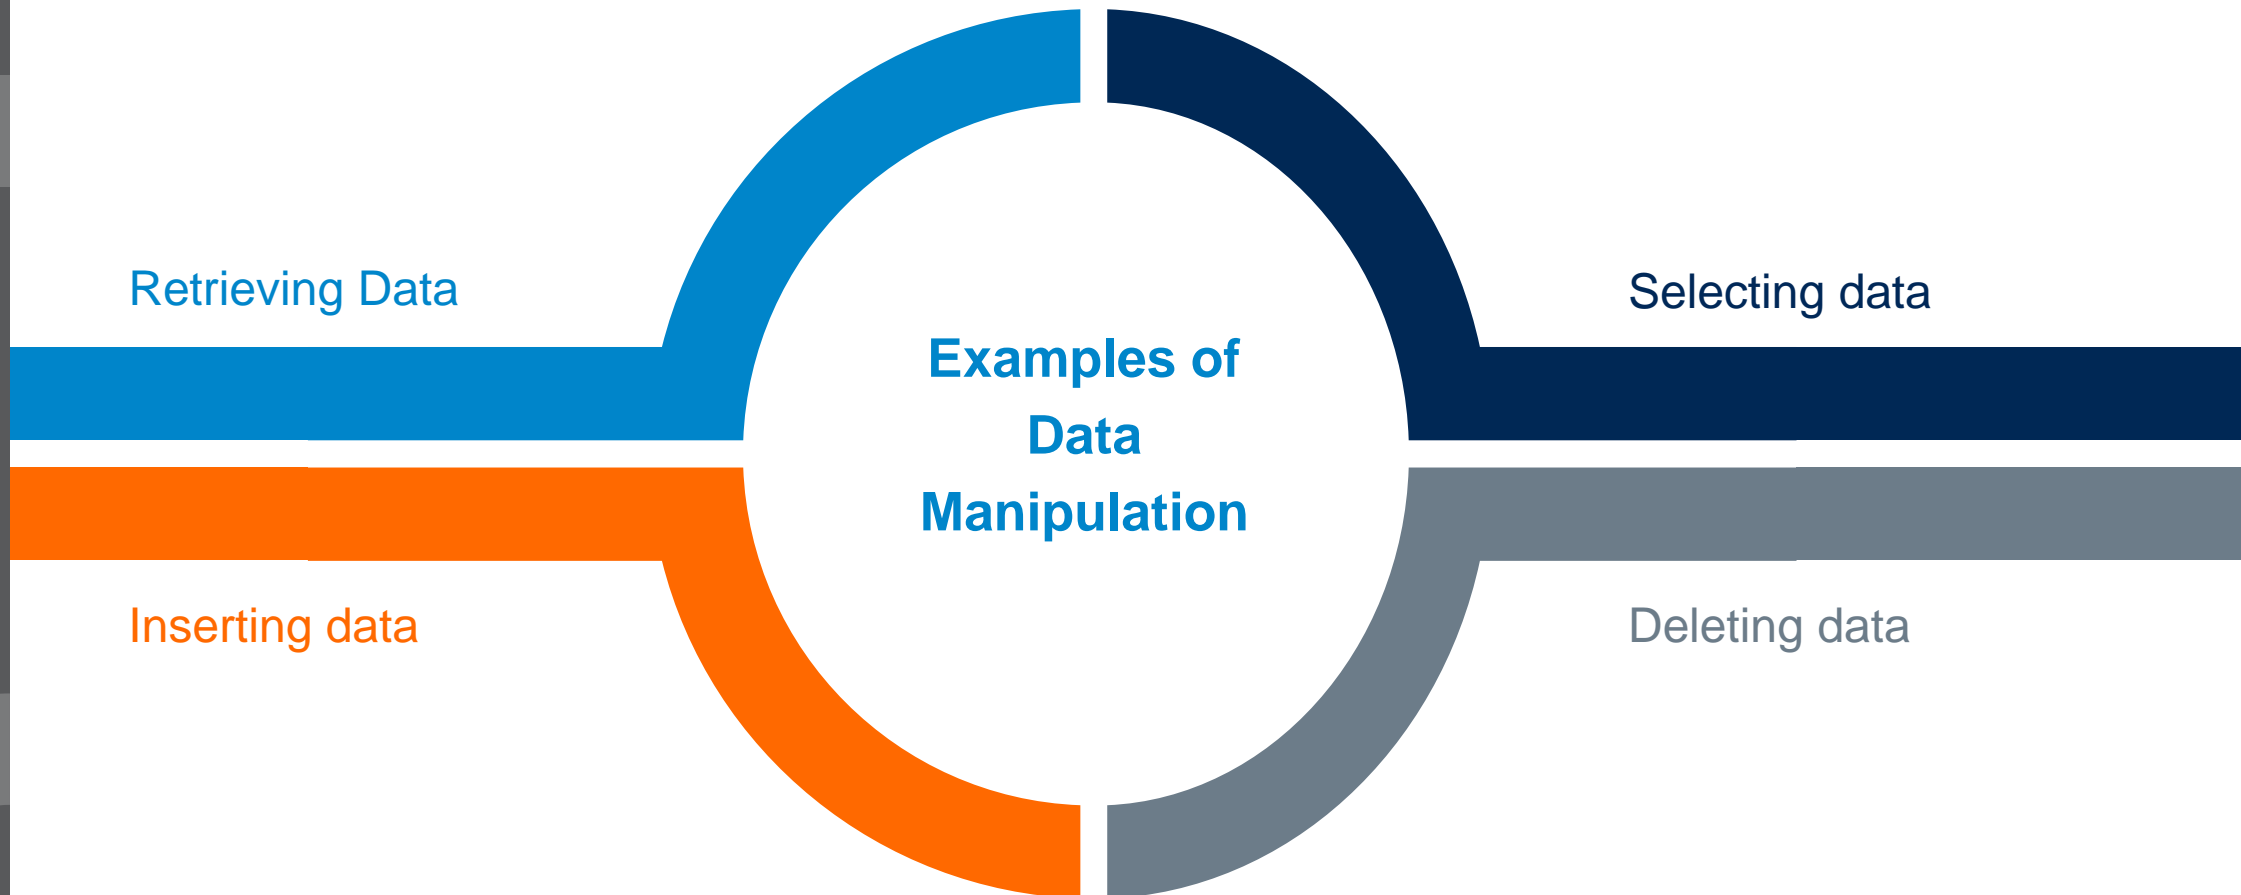 Retrieving Data
Selecting data
Examples of
Data
Manipulation
Inserting data
Deleting data